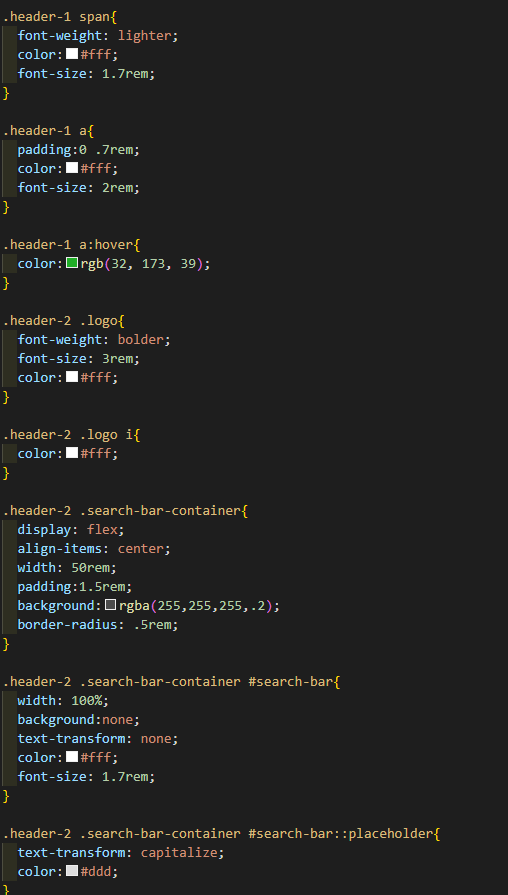 .header-1 span{
  font-weight: lighter;
  color:#fff;
  font-size: 1.7rem;
}

.header-1 a{
  padding:0 .7rem;
  color:#fff;
  font-size: 2rem;
}

.header-1 a:hover{
  color:rgb(32, 173, 39);
}

.header-2 .logo{
  font-weight: bolder;
  font-size: 3rem;
  color:#fff;
}

.header-2 .logo i{
  color:#fff;
}

.header-2 .search-bar-container{
  display: flex;
  align-items: center;
  width: 50rem;
  padding:1.5rem;
  background:rgba(255,255,255,.2);
  border-radius: .5rem;
}

.header-2 .search-bar-container #search-bar{
  width: 100%;
  background:none;
  text-transform: none;
  color:#fff;
  font-size: 1.7rem;
}

.header-2 .search-bar-container #search-bar::placeholder{
  text-transform: capitalize;
  color:#ddd;
}